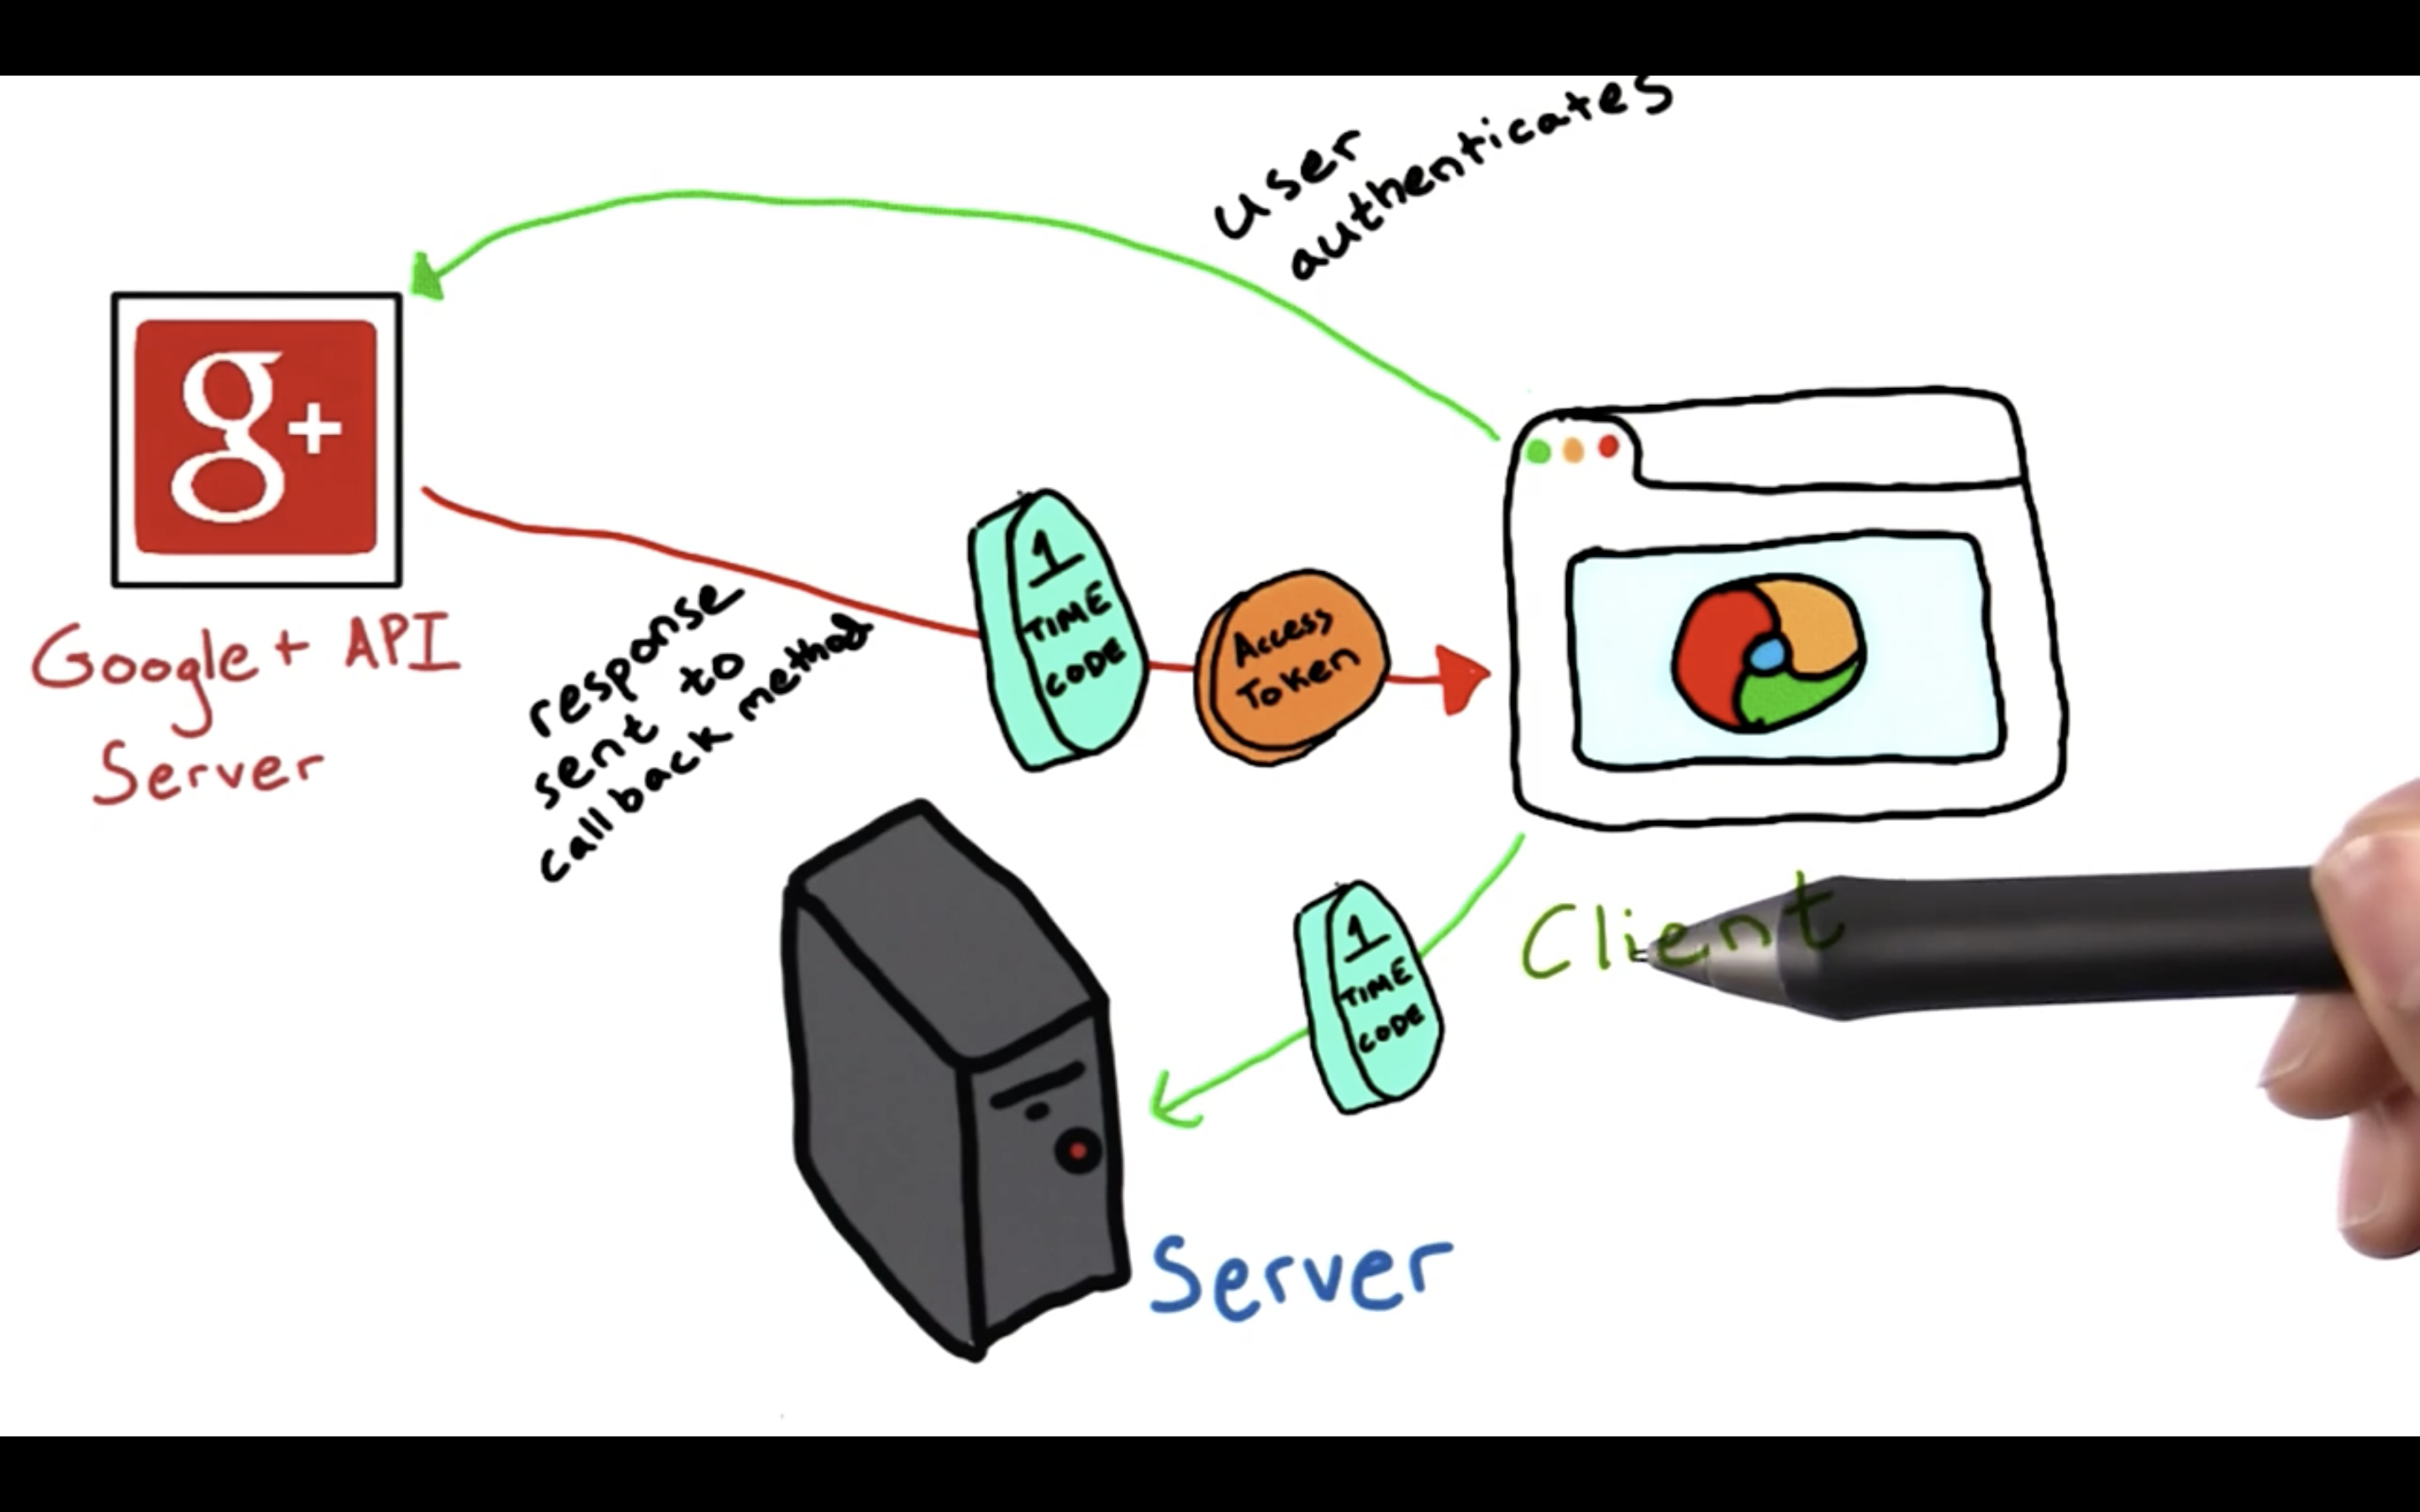 user
authenticates
g+
Google+ API
Server
response
sent to
callback method
1
TIME
CODE
Access
Token
1
TIME
CODE
Client
Server